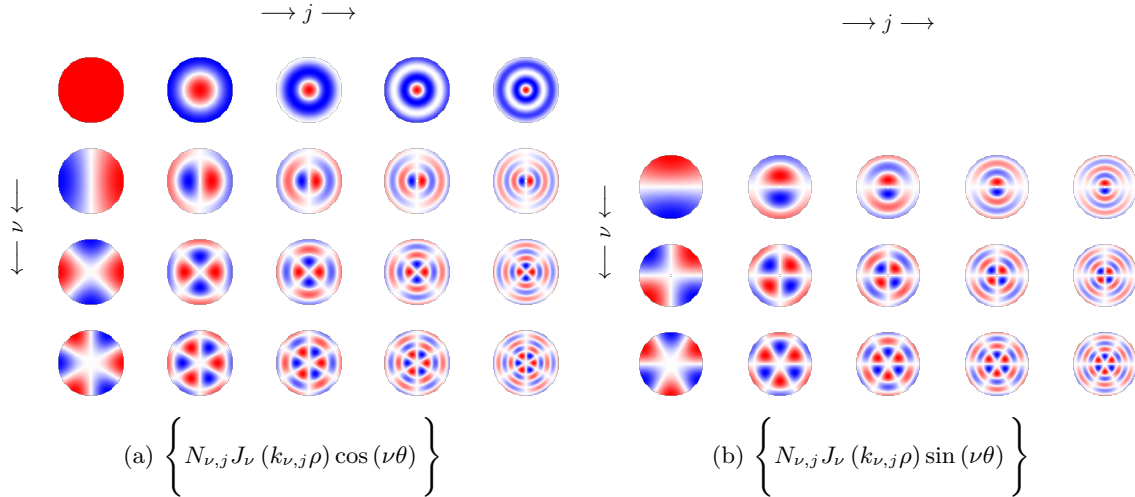 ⟶ j ⟶
⟶ j ⟶
⟵ ν ⟵
⟵ ν ⟵
(a) { N_{ν,j} J_ν (k_{ν,j}ρ) cos (νθ) }
(b) { N_{ν,j} J_ν (k_{ν,j}ρ) sin (νθ) }